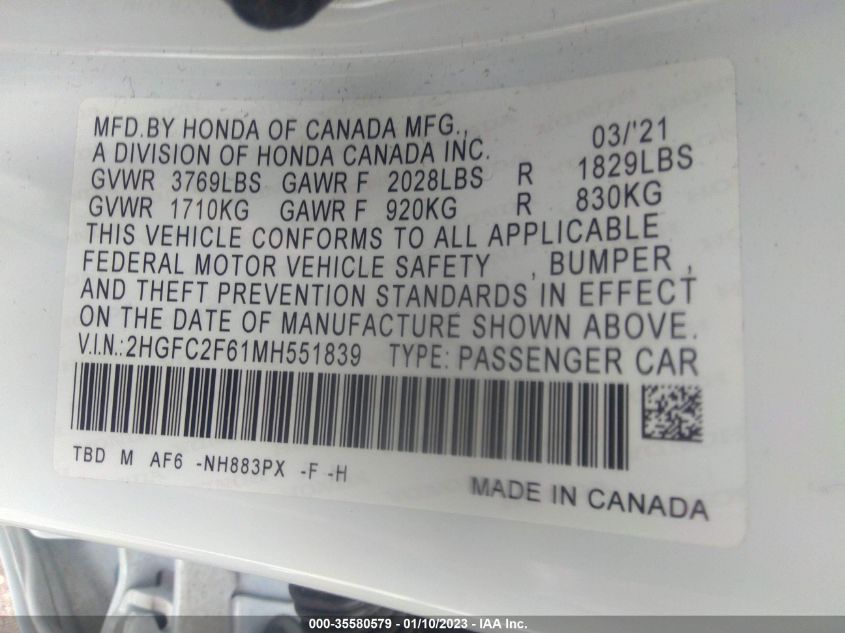 MFD.BY HONDA OF CANADA MFG., 03/'21
A DIVISION OF HONDA CANADA INC.
GVWR 3769LBS GAWR F 2028LBS R 1829LBS
GVWR 1710KG GAWR F 920KG R 830KG
THIS VEHICLE CONFORMS TO ALL APPLICABLE
FEDERAL MOTOR VEHICLE SAFETY , BUMPER ,
AND THEFT PREVENTION STANDARDS IN EFFECT
ON THE DATE OF MANUFACTURE SHOWN ABOVE.
V.I.N.:2HGFC2F61MH551839 TYPE: PASSENGER CAR
TBD M AF6 -NH883PX -F -H
MADE IN CANADA
000-35580579 - 01/10/2023 - IAA Inc.